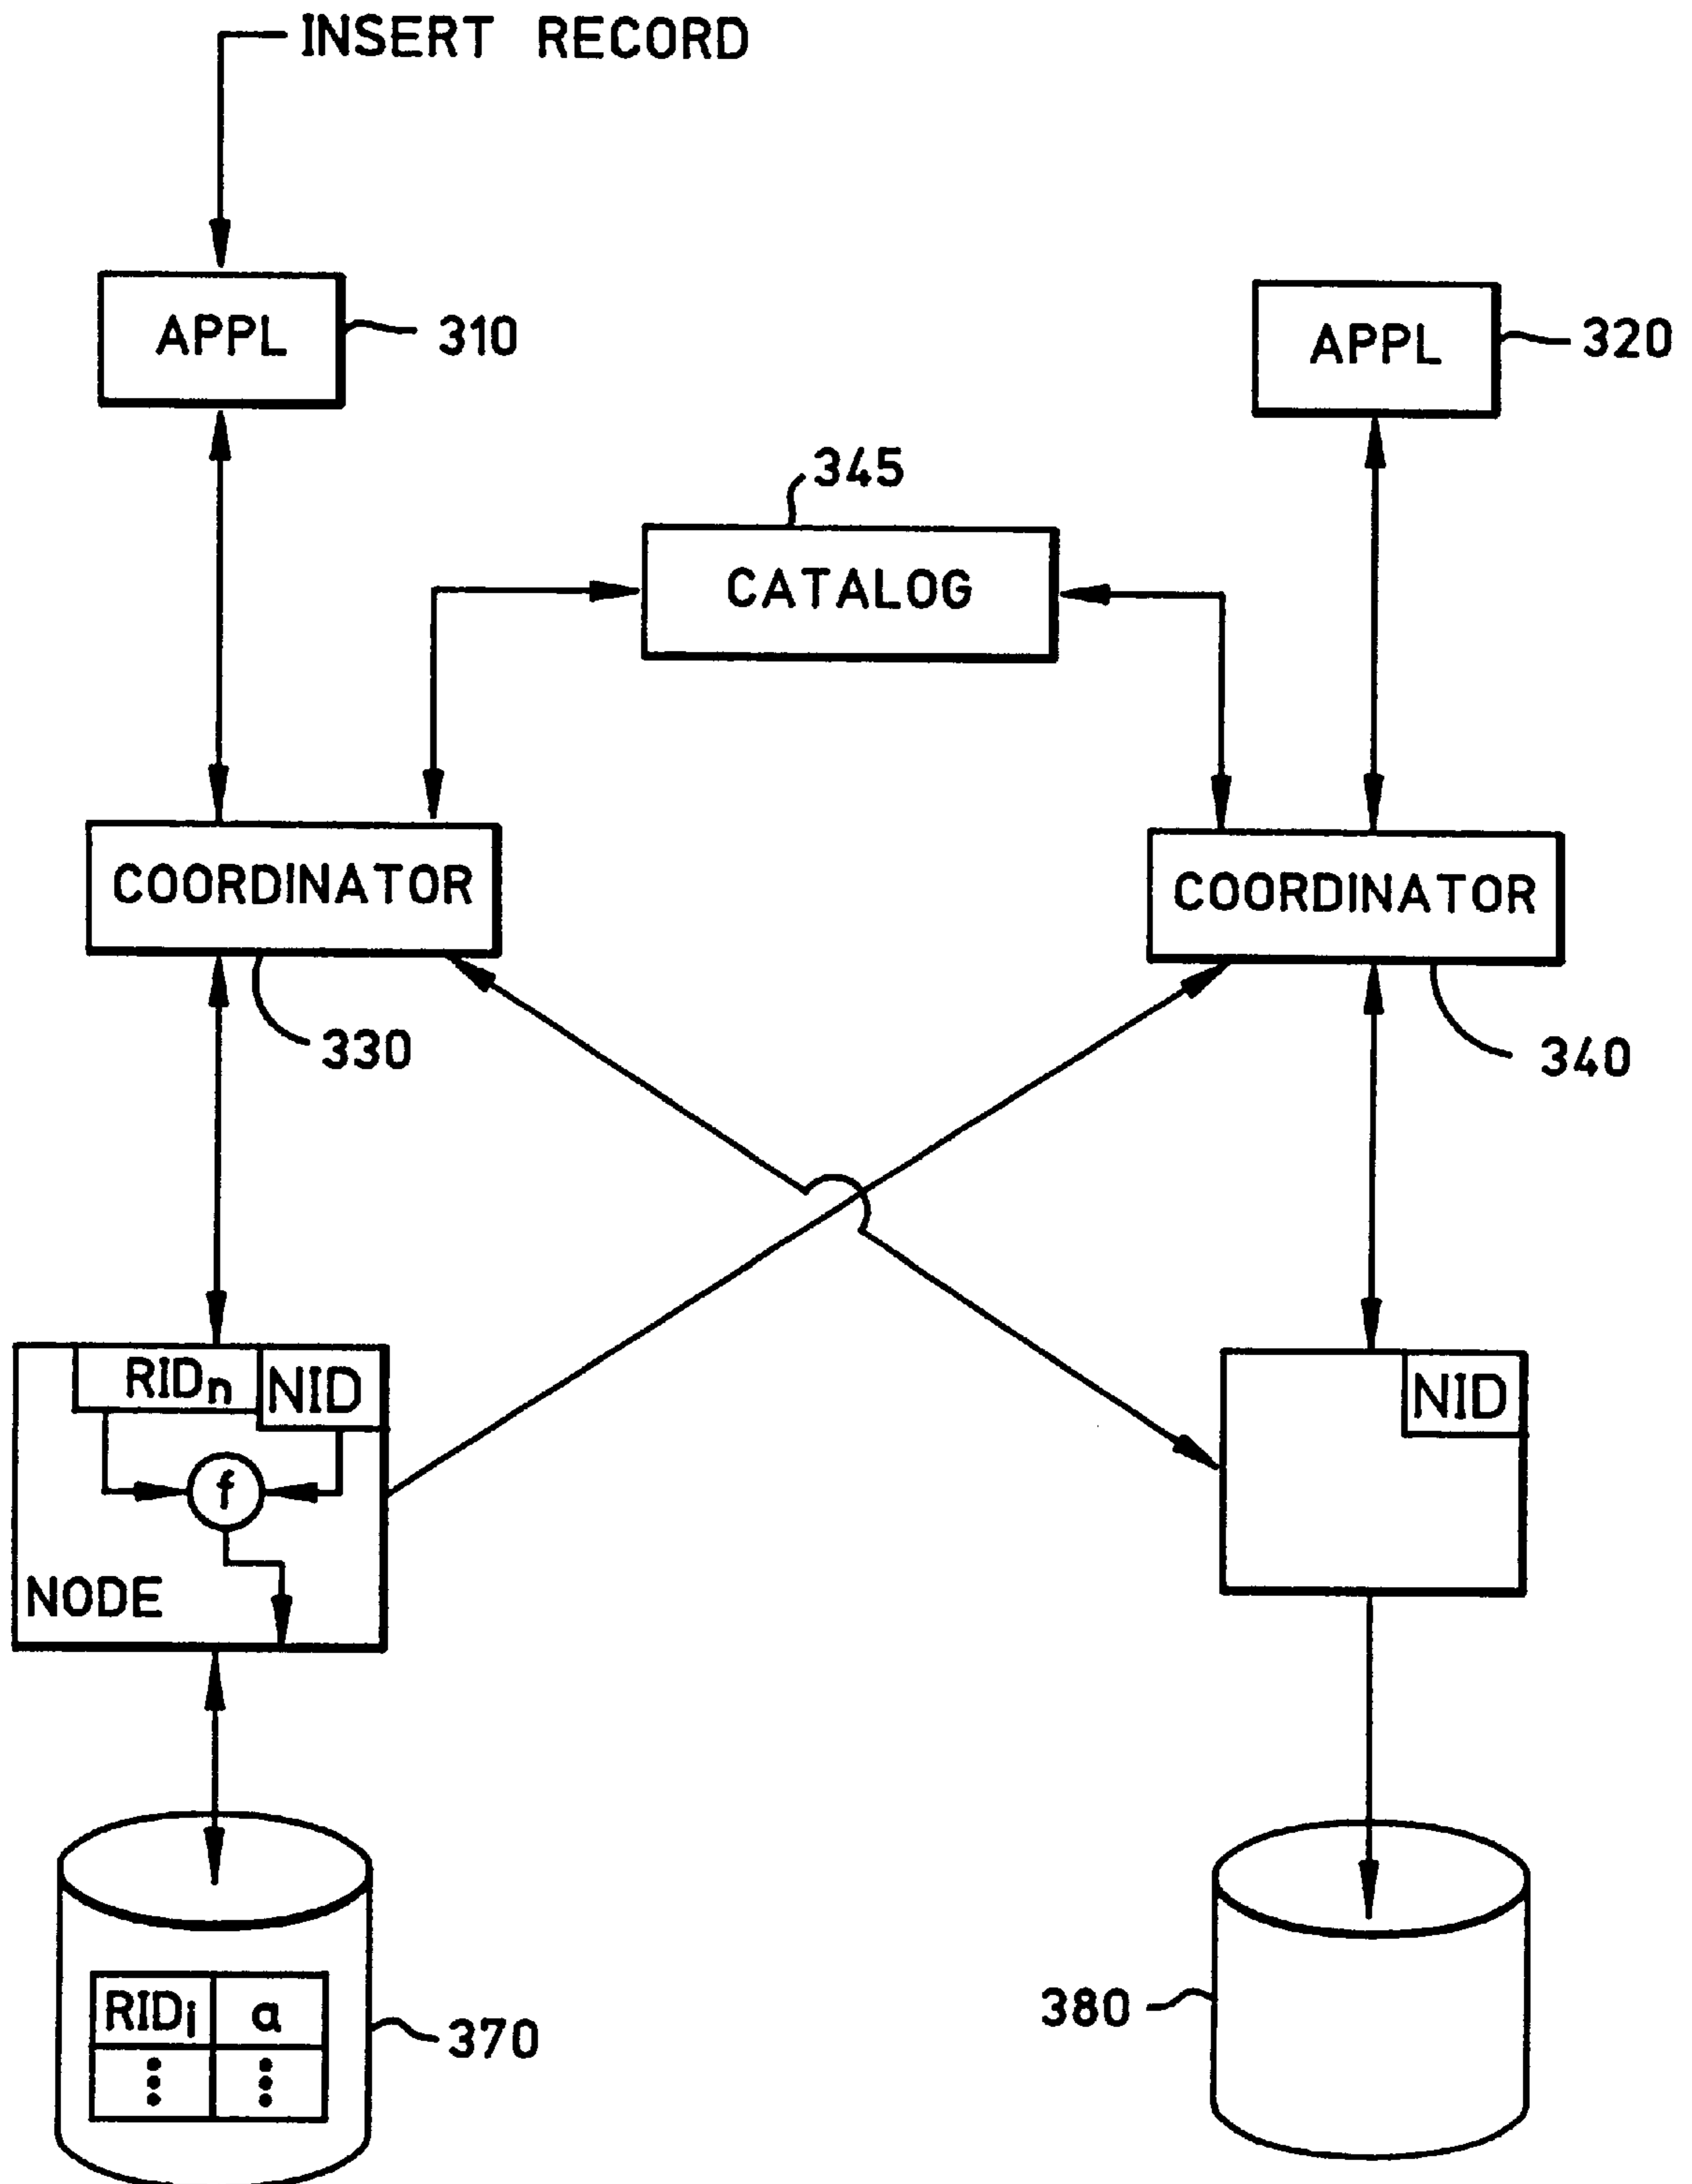 INSERT RECORD
APPL
310
APPL
320
345
CATALOG
COORDINATOR
COORDINATOR
330
340
RIDn
NID
NID
f
NODE
RIDi
a
370
380